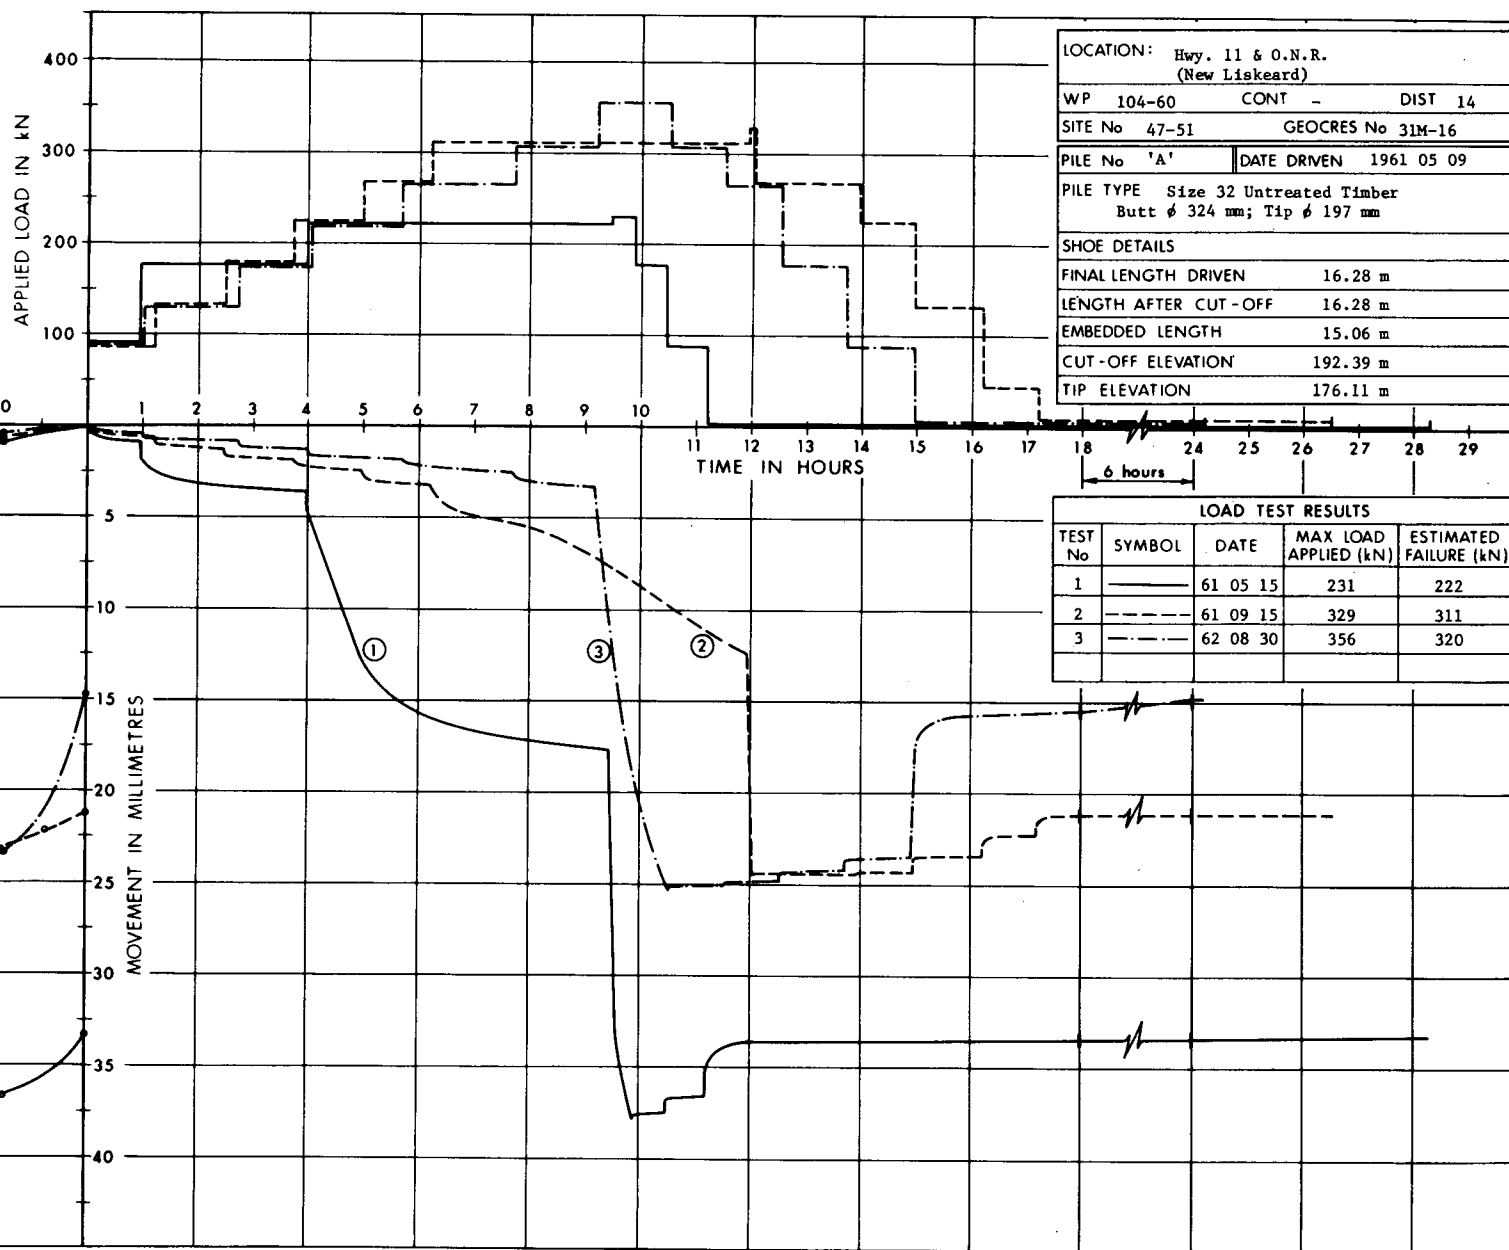 400
300
200
100
APPLIED LOAD IN kN
0
1 2 3 4 5 6 7 8 9 10
11 12 13 14 15 16 17 18 24 25 26 27 28 29
TIME IN HOURS
6 hours
5
10
15
20
25
30
35
40
MOVEMENT IN MILLIMETRES
1
3
2
LOCATION: Hwy. 11 & O.N.R.
(New Liskeard)
WP 104-60 CONT - DIST 14
SITE No 47-51 GEOCRES No 31M-16
PILE No 'A' DATE DRIVEN 1961 05 09
PILE TYPE Size 32 Untreated Timber
Butt ϕ 324 mm; Tip ϕ 197 mm
SHOE DETAILS
FINAL LENGTH DRIVEN 16.28 m
LENGTH AFTER CUT-OFF 16.28 m
EMBEDDED LENGTH 15.06 m
CUT-OFF ELEVATION 192.39 m
TIP ELEVATION 176.11 m
LOAD TEST RESULTS
TEST No SYMBOL DATE MAX LOAD APPLIED (kN) ESTIMATED FAILURE (kN)
1 61 05 15 231 222
2 61 09 15 329 311
3 62 08 30 356 320